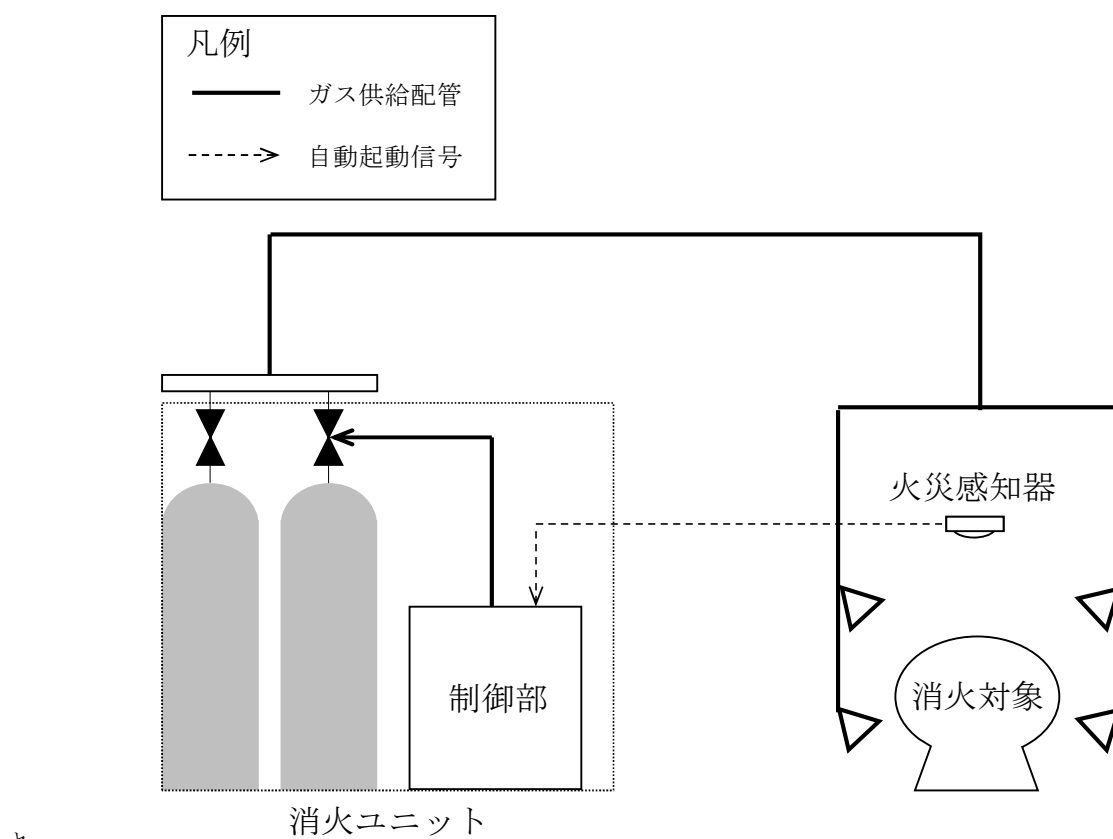 凡例
ガス供給配管
自動起動信号
火災感知器
制御部
消火対象
消火ユニット